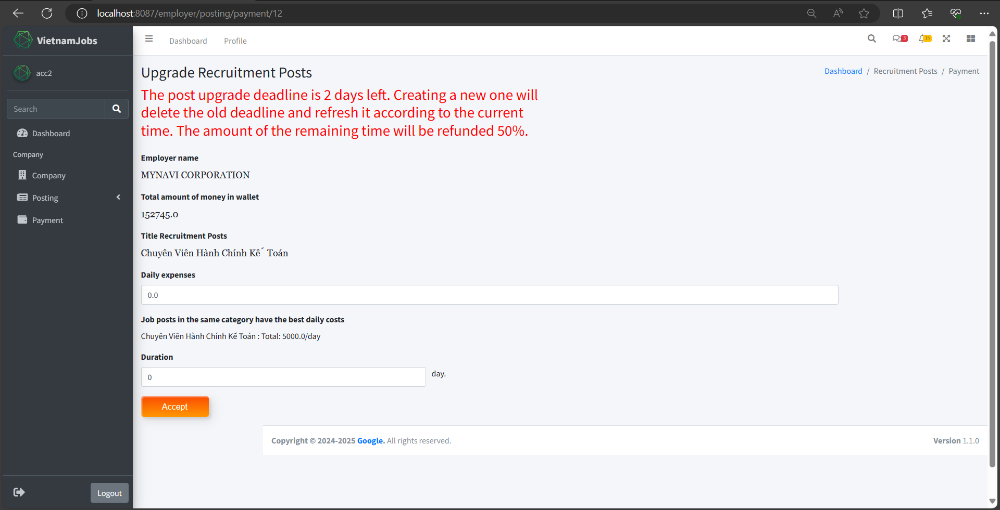 localhost:8087/employer/posting/payment/12
VietnamJobs
Dashboard
Profile
3
15
acc2
Search
Dashboard
Company
Company
Posting
Payment
Logout
Upgrade Recruitment Posts
Dashboard / Recruitment Posts / Payment
The post upgrade deadline is 2 days left. Creating a new one will
delete the old deadline and refresh it according to the current
time. The amount of the remaining time will be refunded 50%.
Employer name
MYNAVI CORPORATION
Total amount of money in wallet
152745.0
Title Recruitment Posts
Chuyên Viên Hành Chính Kế Toán
Daily expenses
0.0
Job posts in the same category have the best daily costs
Chuyên Viên Hành Chính Kế Toán : Total: 5000.0/day
Duration
0
day.
Accept
Copyright © 2024-2025 Google. All rights reserved.
Version 1.1.0